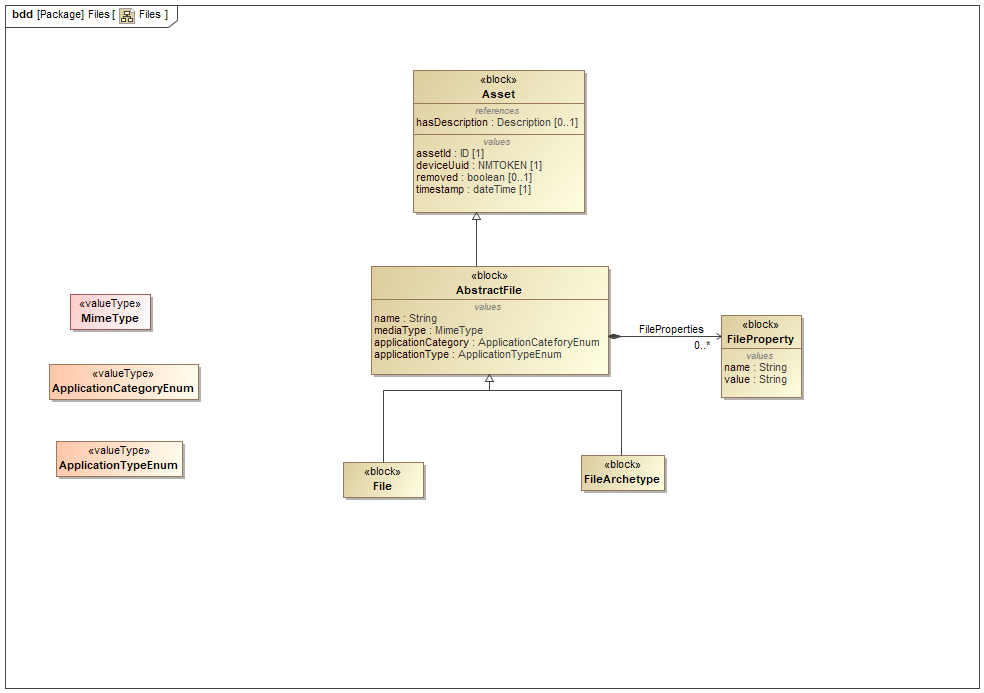 bdd [Package] Files [ Files ]
«block»
Asset
references
hasDescription : Description [0..1]
values
assetId : ID [1]
deviceUuid : NMTOKEN [1]
removed : boolean [0..1]
timestamp : dateTime [1]
«block»
AbstractFile
values
name : String
mediaType : MimeType
applicationCategory : ApplicationCateforyEnum
applicationType : ApplicationTypeEnum
FileProperties
0..*
«block»
FileProperty
values
name : String
value : String
«valueType»
MimeType
«valueType»
ApplicationCategoryEnum
«valueType»
ApplicationTypeEnum
«block»
File
«block»
FileArchetype